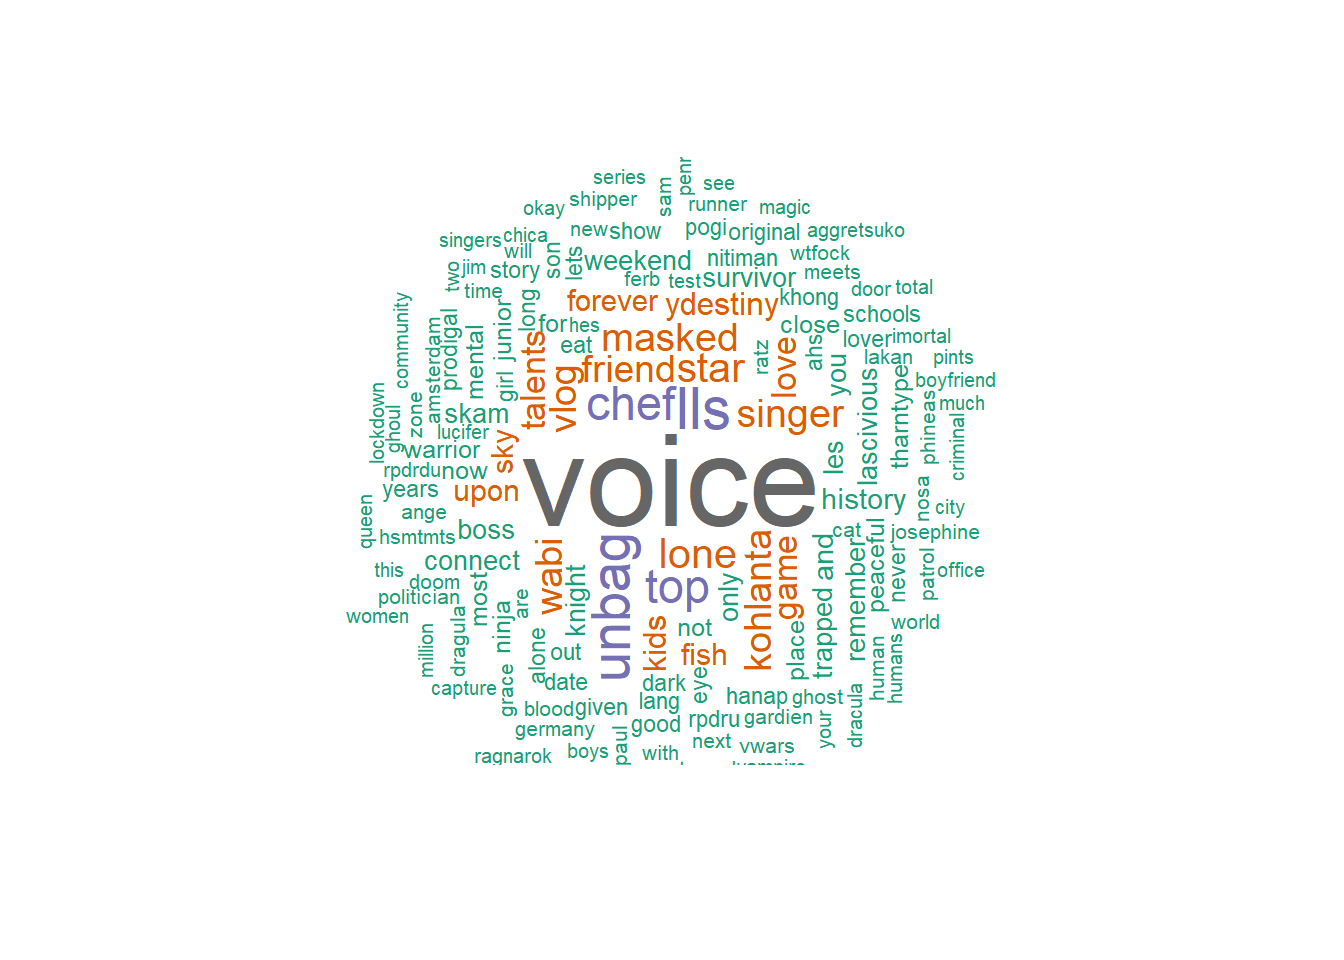 series
sam
penr
see
okay
shipper
runner
magic
singers
chica
new
show
pogi
original
aggretsuko
will
son
lets
weekend
nitiman
wtfock
two
jim
story
ferb
test
survivor
meets
time
long
forever
ydestiny
khong
door
total
community
amsterdam
prodigal
mental
junior
for
hes
masked
close
schools
girl
talents
eat
friend
star
ratz
love
ahs
lover
imortal
you
lakan
pints
vlog
boyfriend
lockdown
ghoul
zone
skam
chef
lls
singer
lascivious
tharntype
phineas
much
criminal
lucifer
warrior
sky
voice
les
rpdrdu
now
years
upon
history
nosa
city
queen
ange
boss
hsmtmts
cat
josephine
connect
wabi
unbag
lone
kohlanta
game
and
trapped
remember
peaceful
never
patrol
office
this
doom
knight
top
only
politician
most
are
women
ninja
kids
not
place
world
million
dragula
alone
out
fish
human
humans
capture
grace
date
dark
eye
hanap
ghost
blood
given
lang
rpdru
gardien
your
dracula
germany
good
paul
next
vwars
ragnarok
boys
with